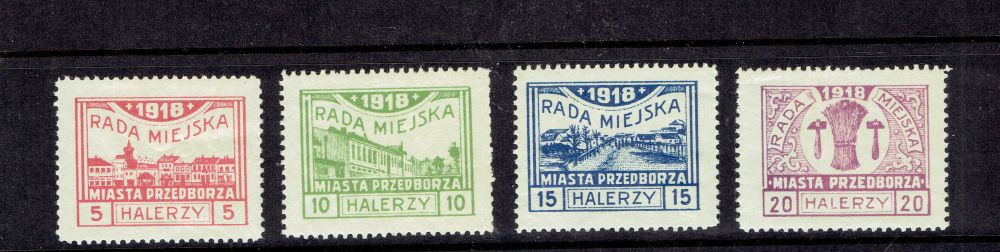 +1918+
RADA MIEJSKA
MIASTA PRZEDBORZA
5 HALERZY 5
+1918+
RADA MIEJSKA
MIASTA PRZEDBORZA
10 HALERZY 10
+1918+
RADA MIEJSKA
MIASTA PRZEDBORZA
15 HALERZY 15
1918
RADA MIEJSKA
MIASTA PRZEDBORZA
20 HALERZY 20